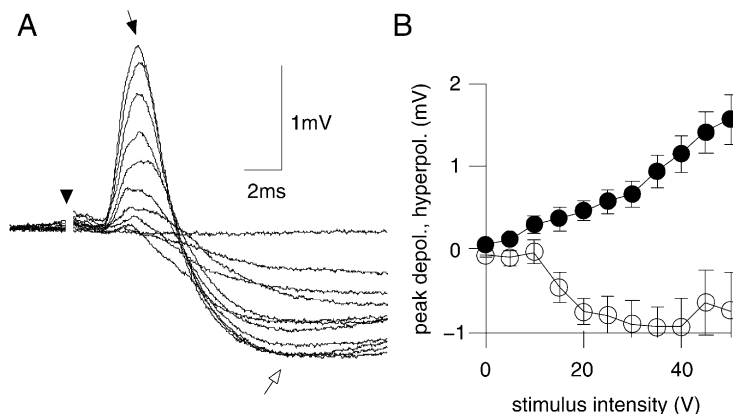 A
1mV
2ms
B
peak depol., hyperpol. (mV)
2
1
0
−1
0
20
40
stimulus intensity (V)